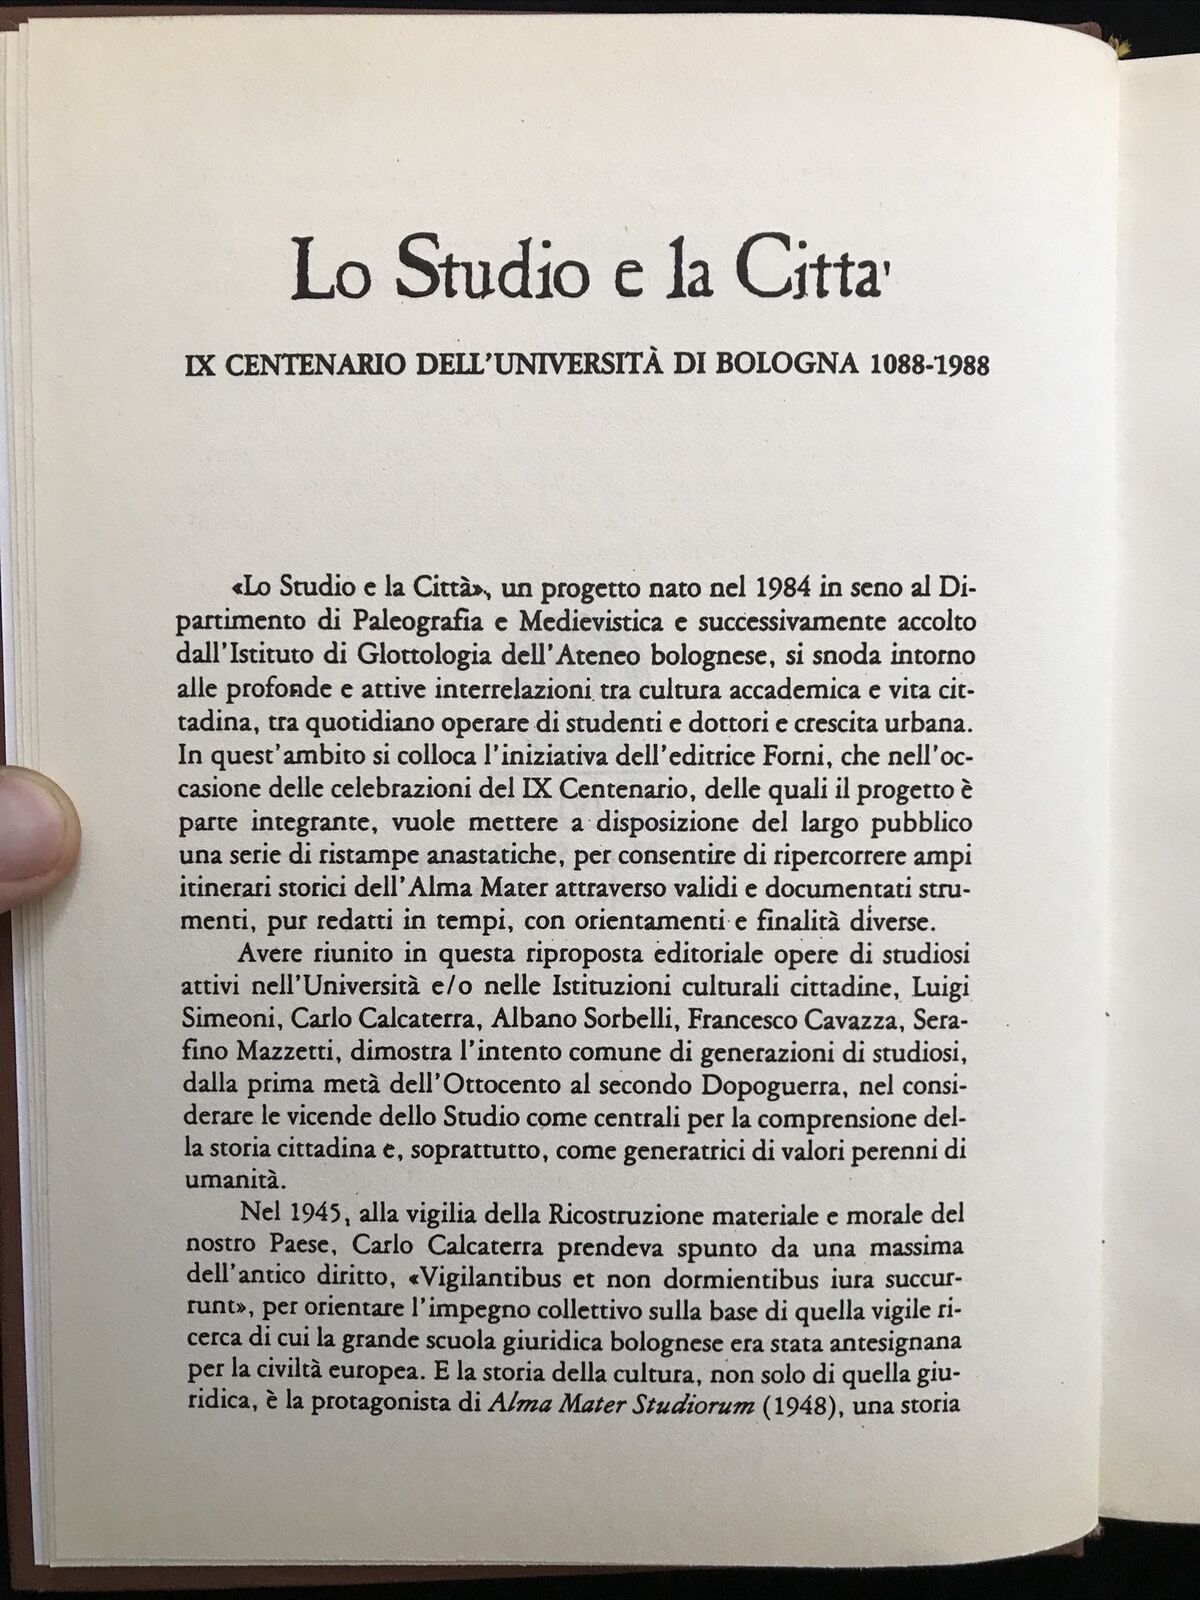 Lo Studio e la Citta'
IX CENTENARIO DELL'UNIVERSITÀ DI BOLOGNA 1088-1988
«Lo Studio e la Città», un progetto nato nel 1984 in seno al Di-
partimento di Paleografia e Medievistica e successivamente accolto
dall'Istituto di Glottologia dell'Ateneo bolognese, si snoda intorno
alle profonde e attive interrelazioni tra cultura accademica e vita cit-
tadina, tra quotidiano operare di studenti e dottori e crescita urbana.
In quest'ambito si colloca l'iniziativa dell'editrice Forni, che nell'oc-
casione delle celebrazioni del IX Centenario, delle quali il progetto è
parte integrante, vuole mettere a disposizione del largo pubblico
una serie di ristampe anastatiche, per consentire di ripercorrere ampi
itinerari storici dell'Alma Mater attraverso validi e documentati stru-
menti, pur redatti in tempi, con orientamenti e finalità diverse.
Avere riunito in questa riproposta editoriale opere di studiosi
attivi nell'Università e/o nelle Istituzioni culturali cittadine, Luigi
Simeoni, Carlo Calcaterra, Albano Sorbelli, Francesco Cavazza, Sera-
fino Mazzetti, dimostra l'intento comune di generazioni di studiosi,
dalla prima metà dell'Ottocento al secondo Dopoguerra, nel consi-
derare le vicende dello Studio come centrali per la comprensione del-
la storia cittadina e, soprattutto, come generatrici di valori perenni di
umanità.
Nel 1945, alla vigilia della Ricostruzione materiale e morale del
nostro Paese, Carlo Calcaterra prendeva spunto da una massima
dell'antico diritto, «Vigilantibus et non dormientibus iura succur-
runt», per orientare l'impegno collettivo sulla base di quella vigile ri-
cerca di cui la grande scuola giuridica bolognese era stata antesignana
per la civiltà europea. E la storia della cultura, non solo di quella giu-
ridica, è la protagonista di Alma Mater Studiorum (1948), una storia